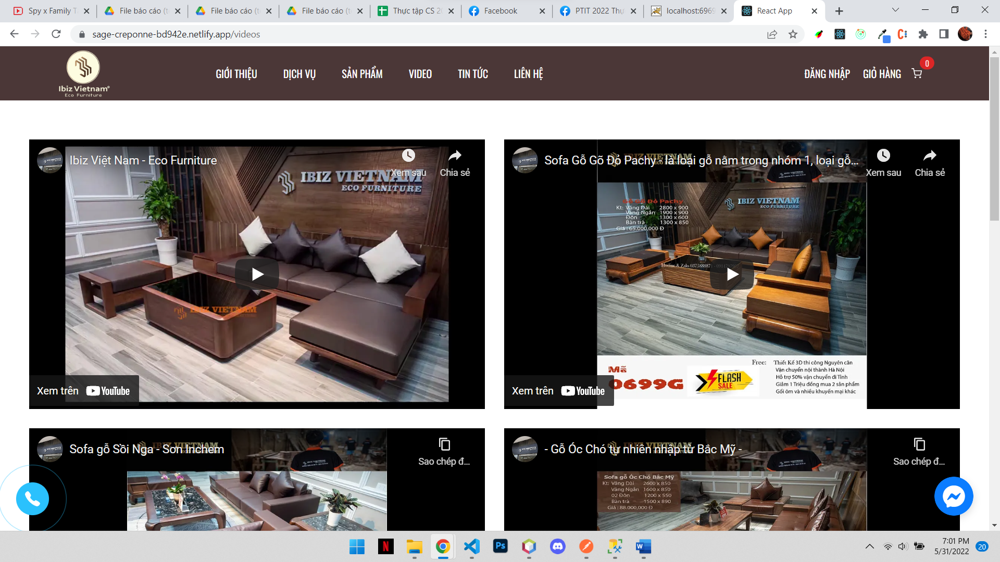 Spy x Family T
File báo cáo (t
File báo cáo (t
File báo cáo (t
Thực tập CS 20
Facebook
PTIT 2022 Thự
localhost:6969
React App
sage-creponne-bd942e.netlify.app/videos
Ibiz Vietnam®
Eco Furniture
GIỚI THIỆU
DỊCH VỤ
SẢN PHẨM
VIDEO
TIN TỨC
LIÊN HỆ
ĐĂNG NHẬP
GIỎ HÀNG
0
Ibiz Việt Nam - Eco Furniture
Xem sau
Chia sẻ
IBIZ VIETNAM
ECO FURNITURE
IBIZ VIETNAM
Xem trên
YouTube
Sofa Gỗ Gõ Đỏ Pachy - là loại gỗ nằm trong nhóm 1, loại gỗ...
Xem sau
Chia sẻ
Gỗ Gõ Đỏ Pachy
Kt: Văng Dài 2800 x 900
Văng Ngắn 1900 x 900
Đôn 1300 x 600
Bàn trà 1300 x 850
Giá : 65.000,000 Đ
IBIZ VIETNAM
ECO FURNITURE
Hotline & Zalo 037588887
Free: Thiết Kế 3D thi công Nguyên căn
Vận chuyển nội thành Hà Nội
Hỗ trợ 50% vận chuyển đi Tỉnh
Giảm 1 Triệu đồng mua 2 sản phẩm
Gối ôm và nhiều khuyến mại khác
Mã
0699G
FLASH
SALE
Xem trên
YouTube
Sofa gỗ Sồi Nga - Sơn Inchem
Sao chép đ...
- Gỗ Óc Chó tự nhiên nhập từ Bắc Mỹ -
Sao chép đ...
Sofa gỗ Óc Chó Bắc Mỹ
Kt: Văng Dài 2600 x 850
Văng Ngắn 1600 x 850
02 Đôn 1200 x 550
Bàn trà 1500 x 890
Giá : 88.000,000 Đ
7:01 PM
5/31/2022
20